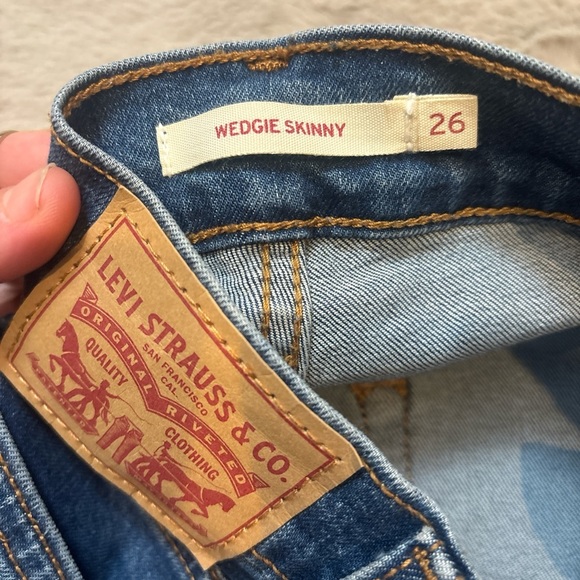 WEDGIE SKINNY
26
LEVI STRAUSS & CO.
SAN FRANCISCO
CAL.
ORIGINAL RIVETED
QUALITY
CLOTHING